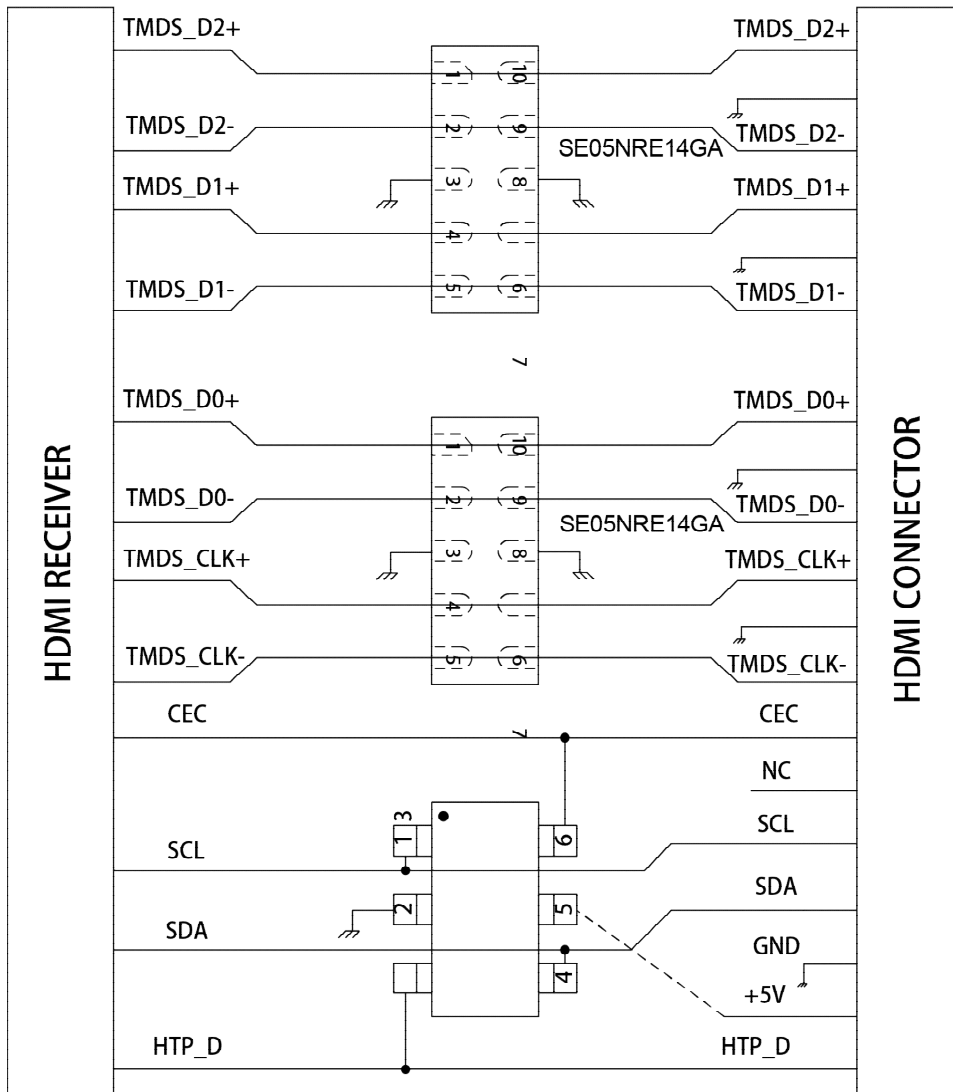 TMDS_D2+ TMDS_D2+
1 10
TMDS_D2- 2 9 TMDS_D2-
SE05NRE14GA
3 8
TMDS_D1+ TMDS_D1+
4
TMDS_D1- 5 6 TMDS_D1-
7
TMDS_D0+ TMDS_D0+
1 10
TMDS_D0- 2 9 TMDS_D0-
SE05NRE14GA
3 8
TMDS_CLK+ TMDS_CLK+
4
TMDS_CLK- 5 6 TMDS_CLK-
HDMI RECEIVER
HDMI CONNECTOR
CEC CEC
7
NC
3
1 6
SCL SCL
2 5
SDA SDA
4
GND
+5V
HTP_D HTP_D